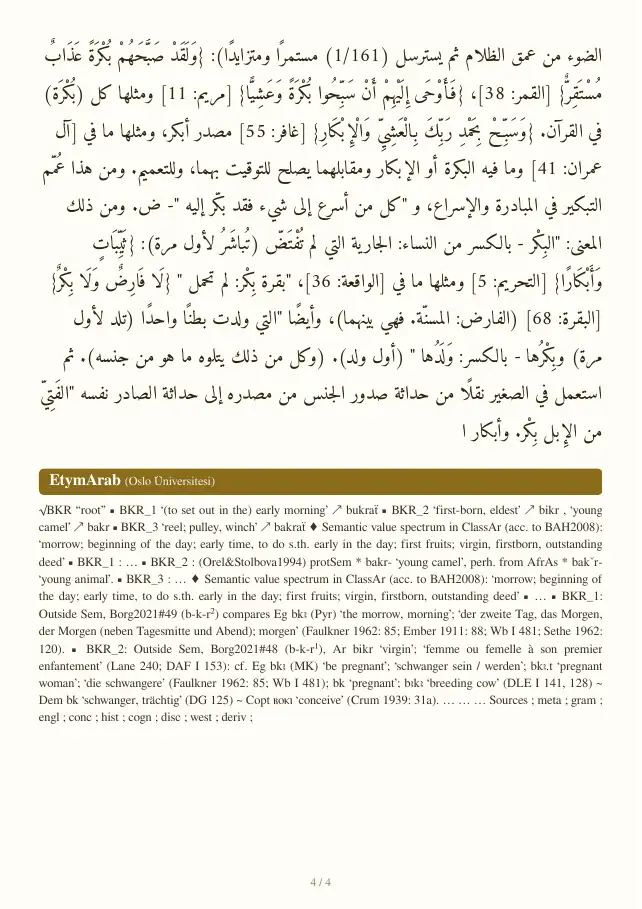 الضوء من عمق الظلام ثم يسترسل (1/161) مستمرًا ومتزايدًا): {وَلَقَدْ صَبَّحَهُمْ بُكْرَةً عَذَابٌ
مُسْتَقِرٌّ} [القمر: 38]، {فَأَوْحَى إِلَيْهِمْ أَنْ سَبِّحُوا بُكْرَةً وَعَشِيًّا} [مريم: 11] ومثلها كل (بُكْرَة)
في القرآن. {وَسَبِّحْ بِحَمْدِ رَبِّكَ بِالْعَشِيِّ وَالْإِبْكَارِ} [غافر: 55] مصدر أبكر، ومثلها ما في [آل
عمران: 41] وما فيه البكرة أو الإبكار ومقابلهما يصلح للتوقيت بهما، وللتعميم. ومن هذا عُمِّم
التبكير في المبادرة والإسراع، و "كل من أسرع إلى شيء فقد بكّر إليه "- ض. ومن ذلك
المعنى: "البِكْر - بالكسر من النساء: الجارية التي لم تُفْتَضّ (تُباشَرُ لأول مرة): {ثَيِّبَاتٍ
وَأَبْكَارًا} [التحريم: 5] ومثلها ما في [الواقعة: 36]، "بقرة بِكْر: لم تحمل " {لَا فَارِضٌ وَلَا بِكْرٌ}
[البقرة: 68] (الفارض: المسنّة. فهي بينهما)، وأيضًا "التي ولدت بطنًا واحدًا (تلد لأول
مرة) وبِكْرُها - بالكسر: وَلَدُها " (أول ولد). (وكل من ذلك يتلوه ما هو من جنسه). ثم
استعمل في الصغير نقلًا من حداثة صدور الجنس من مصدره إلى حداثة الصادر نفسه "الفَتِيّ
من الإبل بِكْر. وأبكار ا
EtymArab (Oslo Üniversitesi)
√BKR “root” ▪ BKR_1 ‘(to set out in the) early morning’ ↗ bukraẗ ▪ BKR_2 ‘first-born, eldest’ ↗ bikr , ‘young
camel’ ↗ bakr ▪ BKR_3 ‘reel; pulley, winch’ ↗ bakraẗ ♦ Semantic value spectrum in ClassAr (acc. to BAH2008):
‘morrow; beginning of the day; early time, to do s.th. early in the day; first fruits; virgin, firstborn, outstanding
deed’ ▪ BKR_1 : … ▪ BKR_2 : (Orel&Stolbova1994) protSem * bakr- ‘young camel’, perh. from AfrAs * bakˇr-
‘young animal’. ▪ BKR_3 : … ♦ Semantic value spectrum in ClassAr (acc. to BAH2008): ‘morrow; beginning of
the day; early time, to do s.th. early in the day; first fruits; virgin, firstborn, outstanding deed’ ▪ … ▪ BKR_1:
Outside Sem, Borg2021#49 (b-k-r²) compares Eg bkꜣ (Pyr) ‘the morrow, morning’; ‘der zweite Tag, das Morgen,
der Morgen (neben Tagesmitte und Abend); morgen’ (Faulkner 1962: 85; Ember 1911: 88; Wb I 481; Sethe 1962:
120). ▪ BKR_2: Outside Sem, Borg2021#48 (b-k-r¹), Ar bikr ‘virgin’; ‘femme ou femelle à son premier
enfantement’ (Lane 240; DAF I 153): cf. Eg bkꜣ (MK) ‘be pregnant’; ‘schwanger sein / werden’; bkꜣ.t ‘pregnant
woman’; ‘die schwangere’ (Faulkner 1962: 85; Wb I 481); bk ‘pregnant’; bꜣkꜣ ‘breeding cow’ (DLE I 141, 128) ~
Dem bk ‘schwanger, trächtig’ (DG 125) ~ Copt ʙᴏᴋɪ ‘conceive’ (Crum 1939: 31a). … … … Sources ; meta ; gram ;
engl ; conc ; hist ; cogn ; disc ; west ; deriv ;
4 / 4